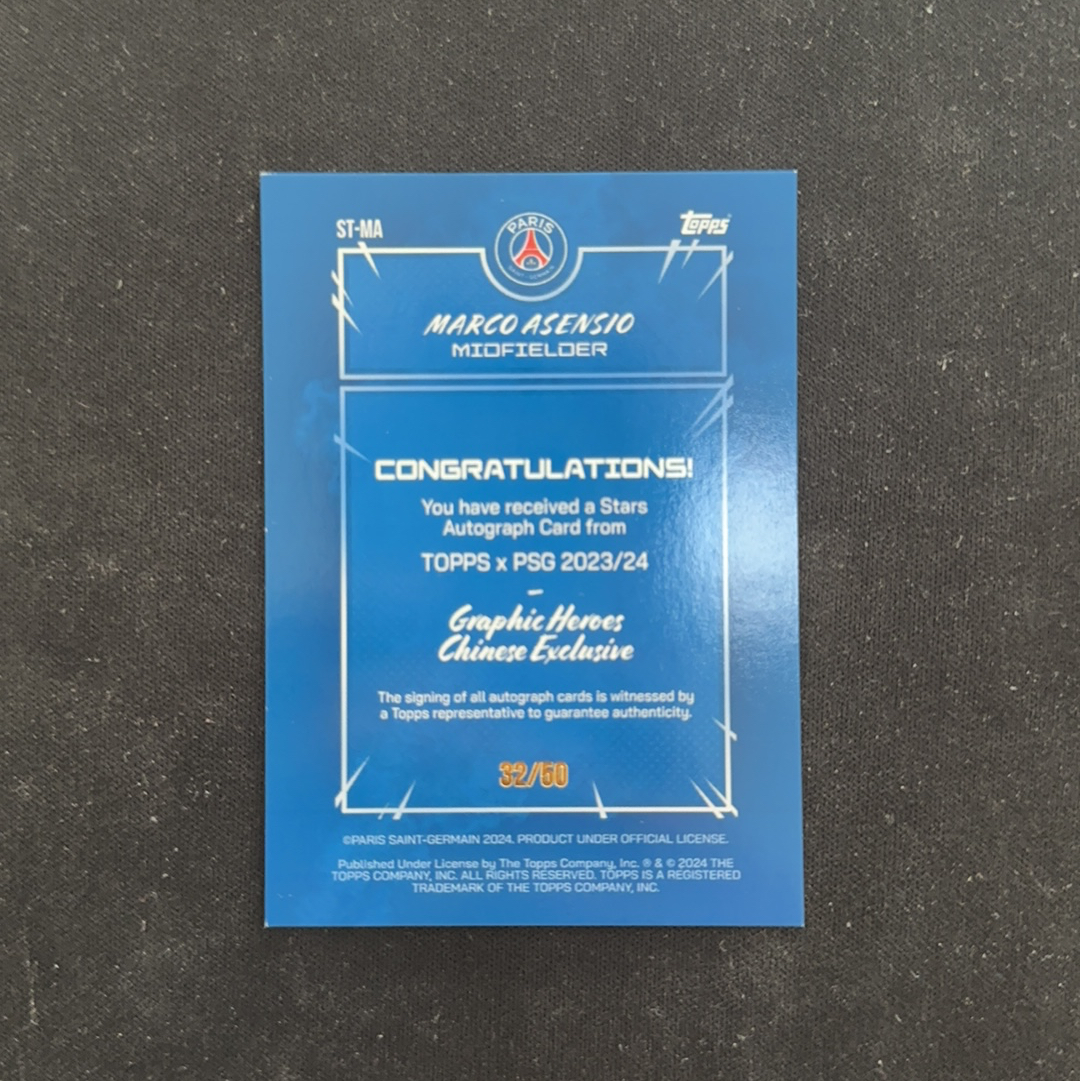 ST-MA
PARIS
SAINT-GERMAIN
Topps
MARCO ASENSIO
MIDFIELDER
CONGRATULATIONS!
You have received a Stars
Autograph Card from
TOPPS x PSG 2023/24
–
Graphic Heroes
Chinese Exclusive
The signing of all autograph cards is witnessed by
a Topps representative to guarantee authenticity.
32/50
©PARIS SAINT-GERMAIN 2024. PRODUCT UNDER OFFICIAL LICENSE.
Published Under License by The Topps Company, Inc. ® & © 2024 THE
TOPPS COMPANY, INC. ALL RIGHTS RESERVED. TOPPS IS A REGISTERED
TRADEMARK OF THE TOPPS COMPANY, INC.